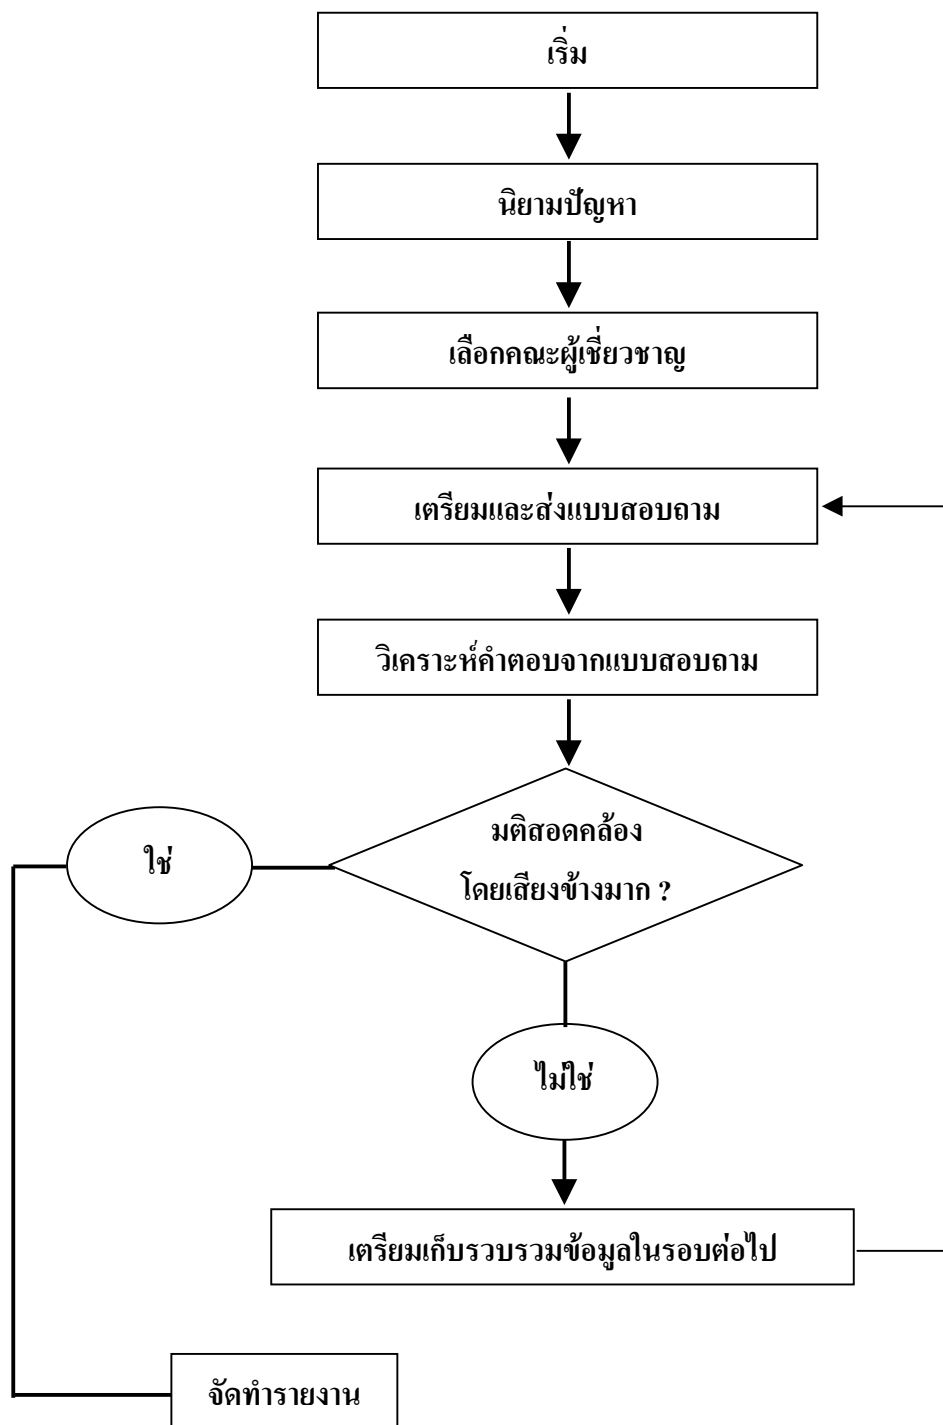 เริ่ม
นิยามปัญหา
เลือกคณะผู้เชี่ยวชาญ
เตรียมและส่งแบบสอบถาม
วิเคราะห์คำตอบจากแบบสอบถาม
มติสอดคล้อง
โดยเสียงข้างมาก ?
ใช่
ไม่ใช่
เตรียมเก็บรวบรวมข้อมูลในรอบต่อไป
จัดทำรายงาน